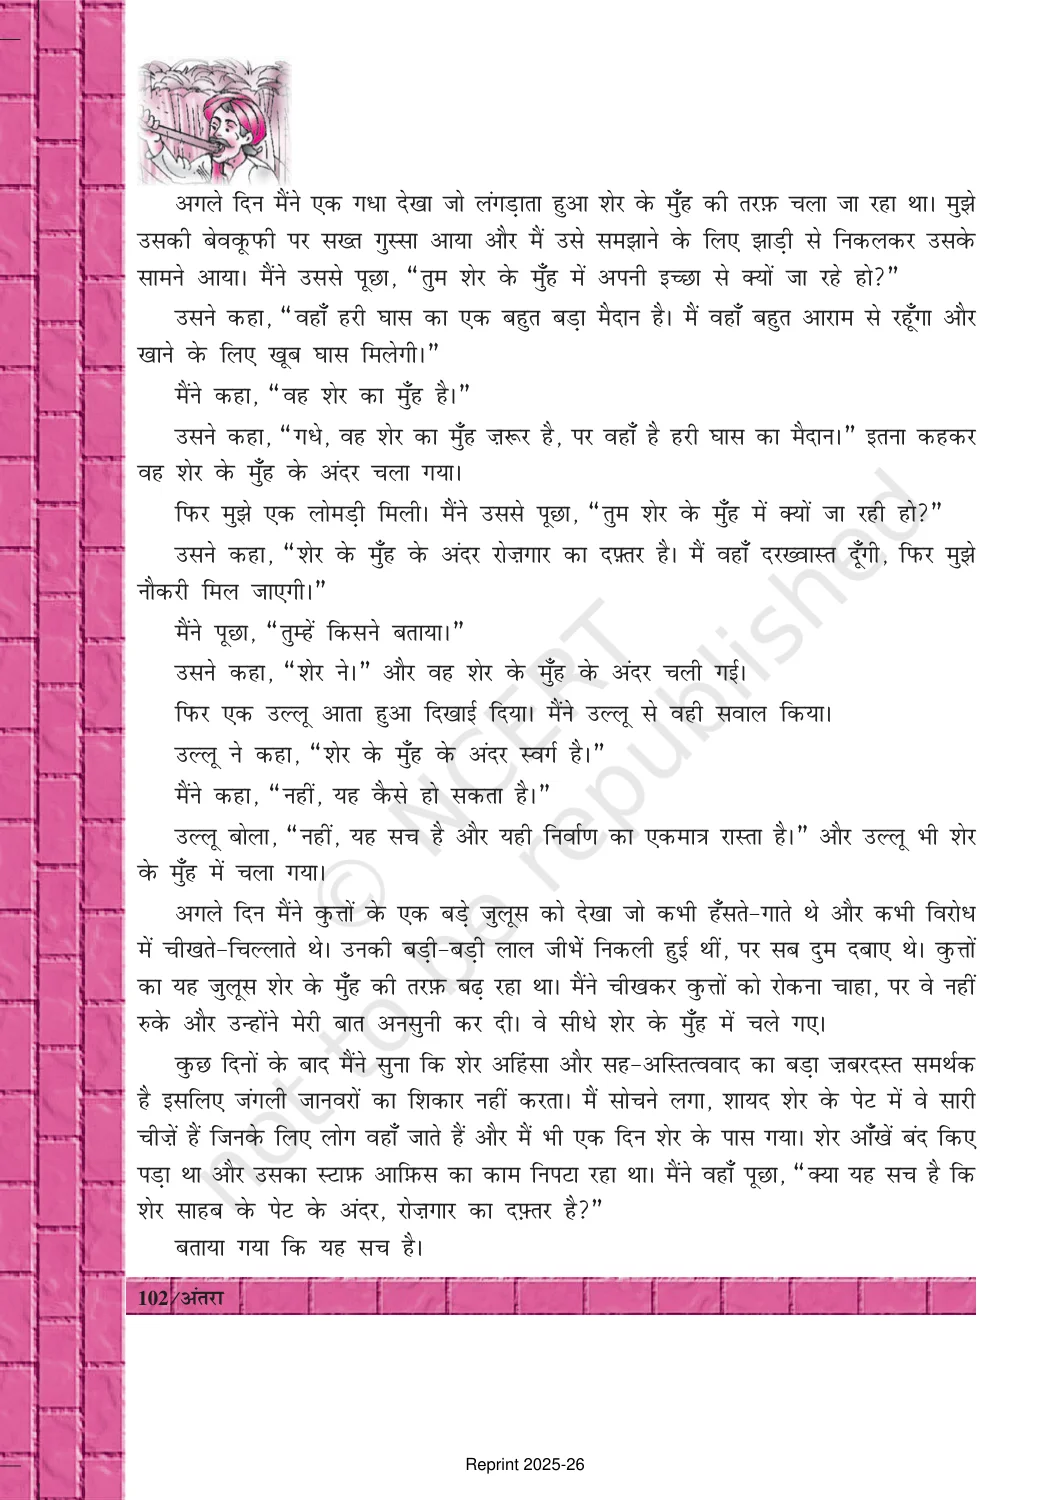 अगले दिन मैंने एक गधा देखा जो लंगड़ाता हुआ शेर के मुँह की तरफ़ चला जा रहा था। मुझे
उसकी बेवकूफी पर सख्त गुस्सा आया और मैं उसे समझाने के लिए झाड़ी से निकलकर उसके
सामने आया। मैंने उससे पूछा, “तुम शेर के मुँह में अपनी इच्छा से क्यों जा रहे हो?”
उसने कहा, “वहाँ हरी घास का एक बहुत बड़ा मैदान है। मैं वहाँ बहुत आराम से रहूँगा और
खाने के लिए खूब घास मिलेगी।”
मैंने कहा, “वह शेर का मुँह है।”
उसने कहा, “गधे, वह शेर का मुँह ज़रूर है, पर वहाँ है हरी घास का मैदान।” इतना कहकर
वह शेर के मुँह के अंदर चला गया।
फिर मुझे एक लोमड़ी मिली। मैंने उससे पूछा, “तुम शेर के मुँह में क्यों जा रही हो?”
उसने कहा, “शेर के मुँह के अंदर रोज़गार का दफ़्तर है। मैं वहाँ दरख्वास्त दूँगी, फिर मुझे
नौकरी मिल जाएगी।”
मैंने पूछा, “तुम्हें किसने बताया।”
उसने कहा, “शेर ने।” और वह शेर के मुँह के अंदर चली गई।
फिर एक उल्लू आता हुआ दिखाई दिया। मैंने उल्लू से वही सवाल किया।
उल्लू ने कहा, “शेर के मुँह के अंदर स्वर्ग है।”
मैंने कहा, “नहीं, यह कैसे हो सकता है।”
उल्लू बोला, “नहीं, यह सच है और यही निर्वाण का एकमात्र रास्ता है।” और उल्लू भी शेर
के मुँह में चला गया।
अगले दिन मैंने कुत्तों के एक बड़े जुलूस को देखा जो कभी हँसते-गाते थे और कभी विरोध
में चीखते-चिल्लाते थे। उनकी बड़ी-बड़ी लाल जीभें निकली हुई थीं, पर सब दुम दबाए थे। कुत्तों
का यह जुलूस शेर के मुँह की तरफ़ बढ़ रहा था। मैंने चीखकर कुत्तों को रोकना चाहा, पर वे नहीं
रुके और उन्होंने मेरी बात अनसुनी कर दी। वे सीधे शेर के मुँह में चले गए।
कुछ दिनों के बाद मैंने सुना कि शेर अहिंसा और सह-अस्तित्ववाद का बड़ा ज़बरदस्त समर्थक
है इसलिए जंगली जानवरों का शिकार नहीं करता। मैं सोचने लगा, शायद शेर के पेट में वे सारी
चीज़ें हैं जिनके लिए लोग वहाँ जाते हैं और मैं भी एक दिन शेर के पास गया। शेर आँखें बंद किए
पड़ा था और उसका स्टाफ़ आफ़िस का काम निपटा रहा था। मैंने वहाँ पूछा, “क्या यह सच है कि
शेर साहब के पेट के अंदर, रोज़गार का दफ़्तर है?”
बताया गया कि यह सच है।
102/अंतरा
© NCERT
not to be republished
Reprint 2025-26